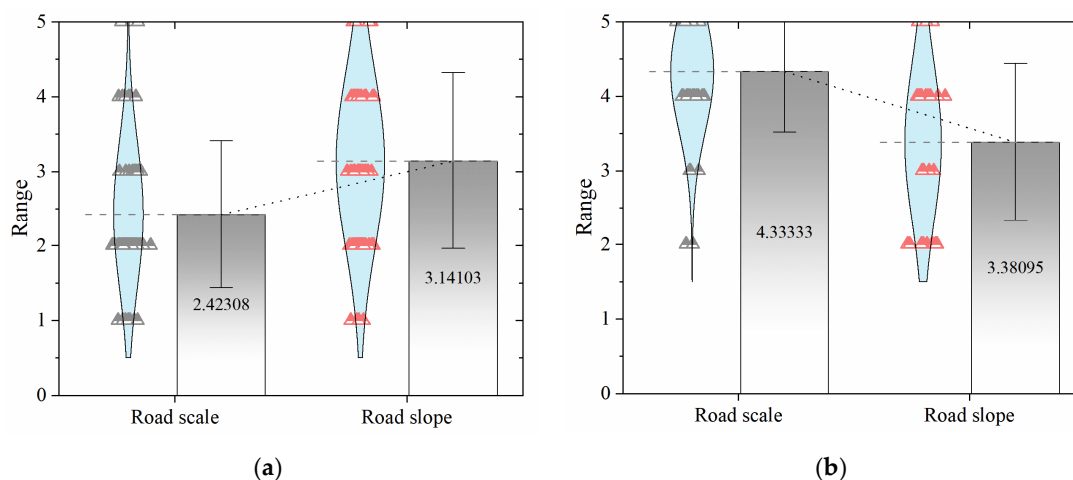 5
4
3
2
1
0
Range
2.42308
3.14103
Road scale
Road slope
(a)
5
4
3
2
1
0
Range
4.33333
3.38095
Road scale
Road slope
(b)